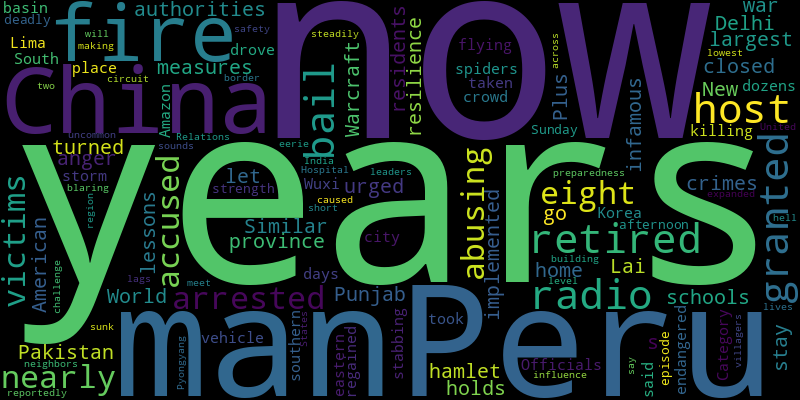 basin
authorities
fire
deadly
will
making
Lima
South
place
circuit
measures
drove
safety
border
two
China
now
war
Delhi
largest
closed
New
dozens
lowest
host
killing
United
Sunday
across
Plus
infamous
flying
spiders
taken
crowd
resilience
residents
Warcraft
bail
Amazon
uncommon
Relations
turned
anger
storm
blaring
sounds
eerie
India
Hospital
let
strength
Wuxi
urged
leaders
caused
short
Similar
province
city
years
victims
American
region
challenge
lessons
accused
abusing
implemented
preparedness
expanded
eight
go
Korea
afternoon
retired
building
level
home
Lai
crimes
granted
hell
lives
stay
schools
radio
World
lags
days
meet
arrested
Punjab
man
Peru
sunk
vehicle
Pakistan
neighbors
nearly
reportedly
Pyongyang
southern
States
eastern
regained
stabbing
took
hamlet
holds
Officials
influence
S
say
said
episode
endangered
Category
villagers